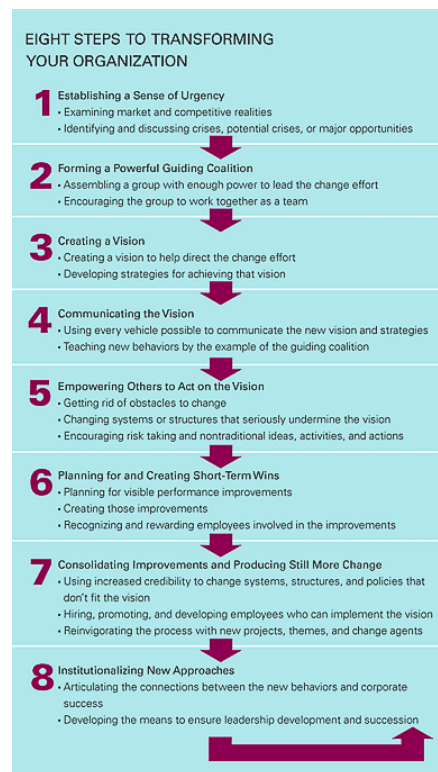 EIGHT STEPS TO TRANSFORMING
YOUR ORGANIZATION
1 Establishing a Sense of Urgency
• Examining market and competitive realities
• Identifying and discussing crises, potential crises, or major opportunities
2 Forming a Powerful Guiding Coalition
• Assembling a group with enough power to lead the change effort
• Encouraging the group to work together as a team
3 Creating a Vision
• Creating a vision to help direct the change effort
• Developing strategies for achieving that vision
4 Communicating the Vision
• Using every vehicle possible to communicate the new vision and strategies
• Teaching new behaviors by the example of the guiding coalition
5 Empowering Others to Act on the Vision
• Getting rid of obstacles to change
• Changing systems or structures that seriously undermine the vision
• Encouraging risk taking and nontraditional ideas, activities, and actions
6 Planning for and Creating Short-Term Wins
• Planning for visible performance improvements
• Creating those improvements
• Recognizing and rewarding employees involved in the improvements
7 Consolidating Improvements and Producing Still More Change
• Using increased credibility to change systems, structures, and policies that
don't fit the vision
• Hiring, promoting, and developing employees who can implement the vision
• Reinvigorating the process with new projects, themes, and change agents
8 Institutionalizing New Approaches
• Articulating the connections between the new behaviors and corporate
success
• Developing the means to ensure leadership development and succession